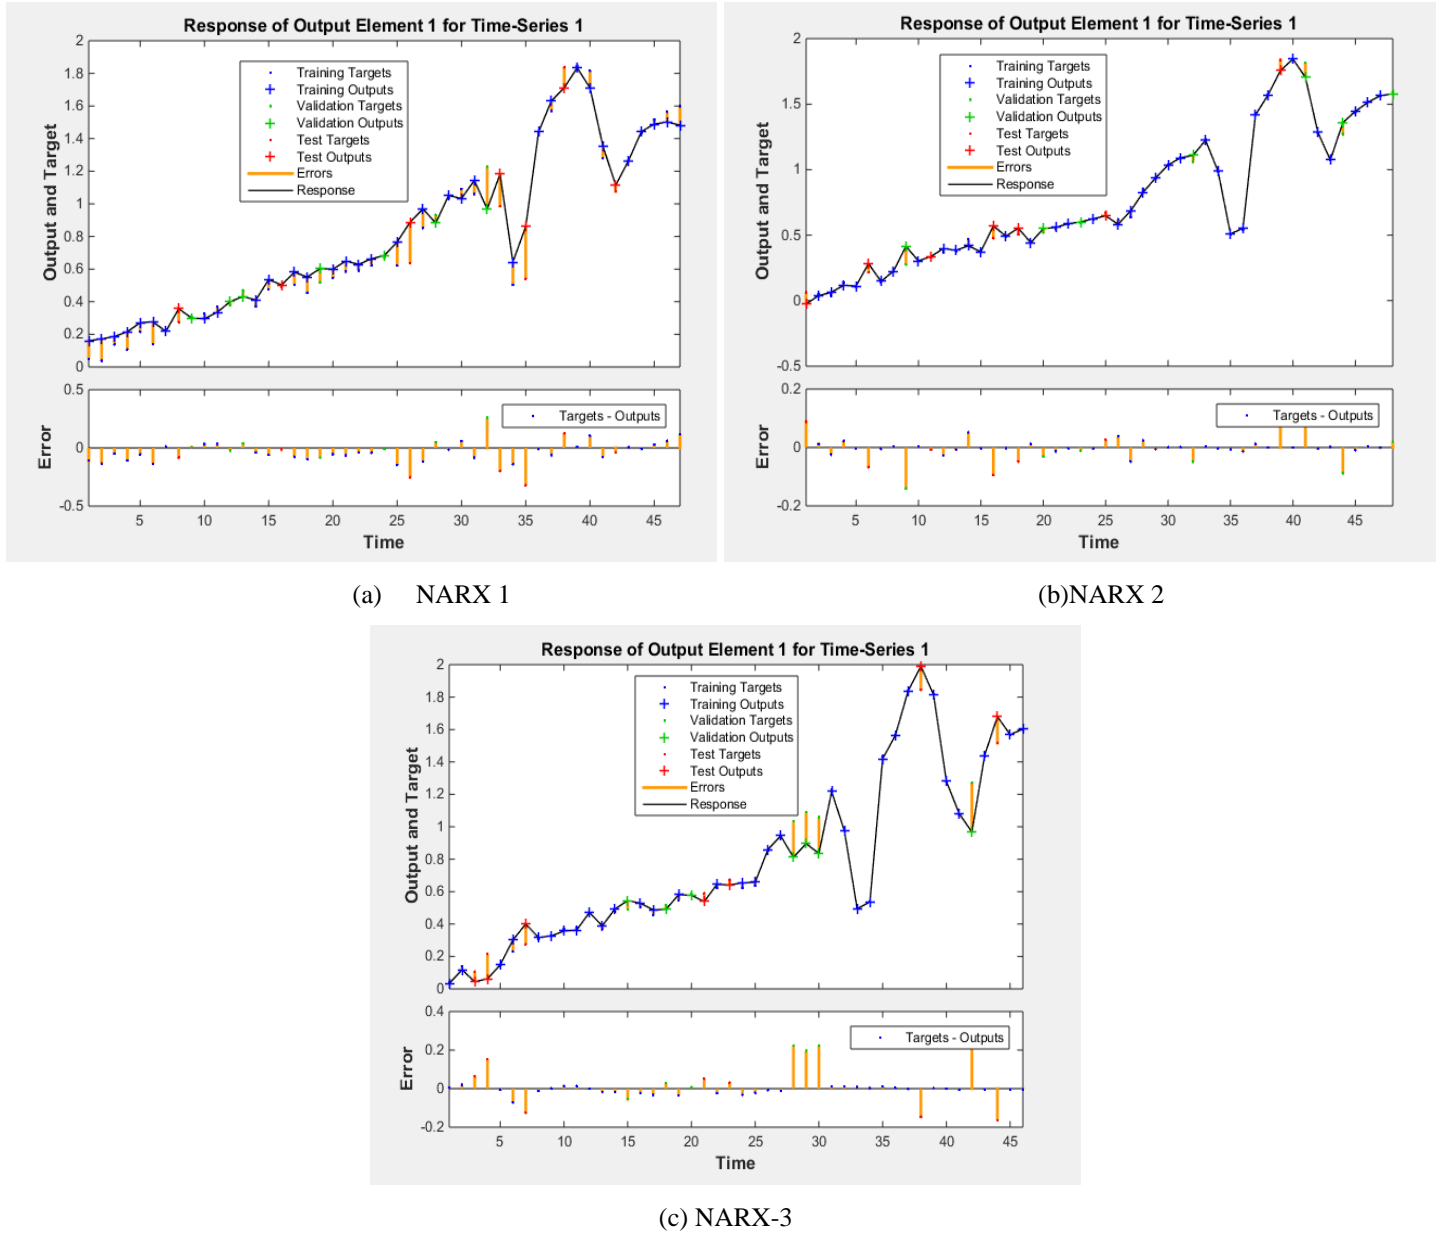 Response of Output Element 1 for Time-Series 1
2
1.8
1.6
1.4
1.2
1
0.8
0.6
0.4
0.2
0
Output and Target
Training Targets
Training Outputs
Validation Targets
Validation Outputs
Test Targets
Test Outputs
Errors
Response
0.5
0
-0.5
Error
Targets - Outputs
5 10 15 20 25 30 35 40 45
Time
(a) NARX 1
Response of Output Element 1 for Time-Series 1
2
1.5
1
0.5
0
-0.5
Output and Target
Training Targets
Training Outputs
Validation Targets
Validation Outputs
Test Targets
Test Outputs
Errors
Response
0.2
0
-0.2
Error
Targets - Outputs
5 10 15 20 25 30 35 40 45
Time
(b)NARX 2
Response of Output Element 1 for Time-Series 1
2
1.8
1.6
1.4
1.2
1
0.8
0.6
0.4
0.2
0
Output and Target
Training Targets
Training Outputs
Validation Targets
Validation Outputs
Test Targets
Test Outputs
Errors
Response
0.4
0.2
0
-0.2
Error
Targets - Outputs
5 10 15 20 25 30 35 40 45
Time
(c) NARX-3